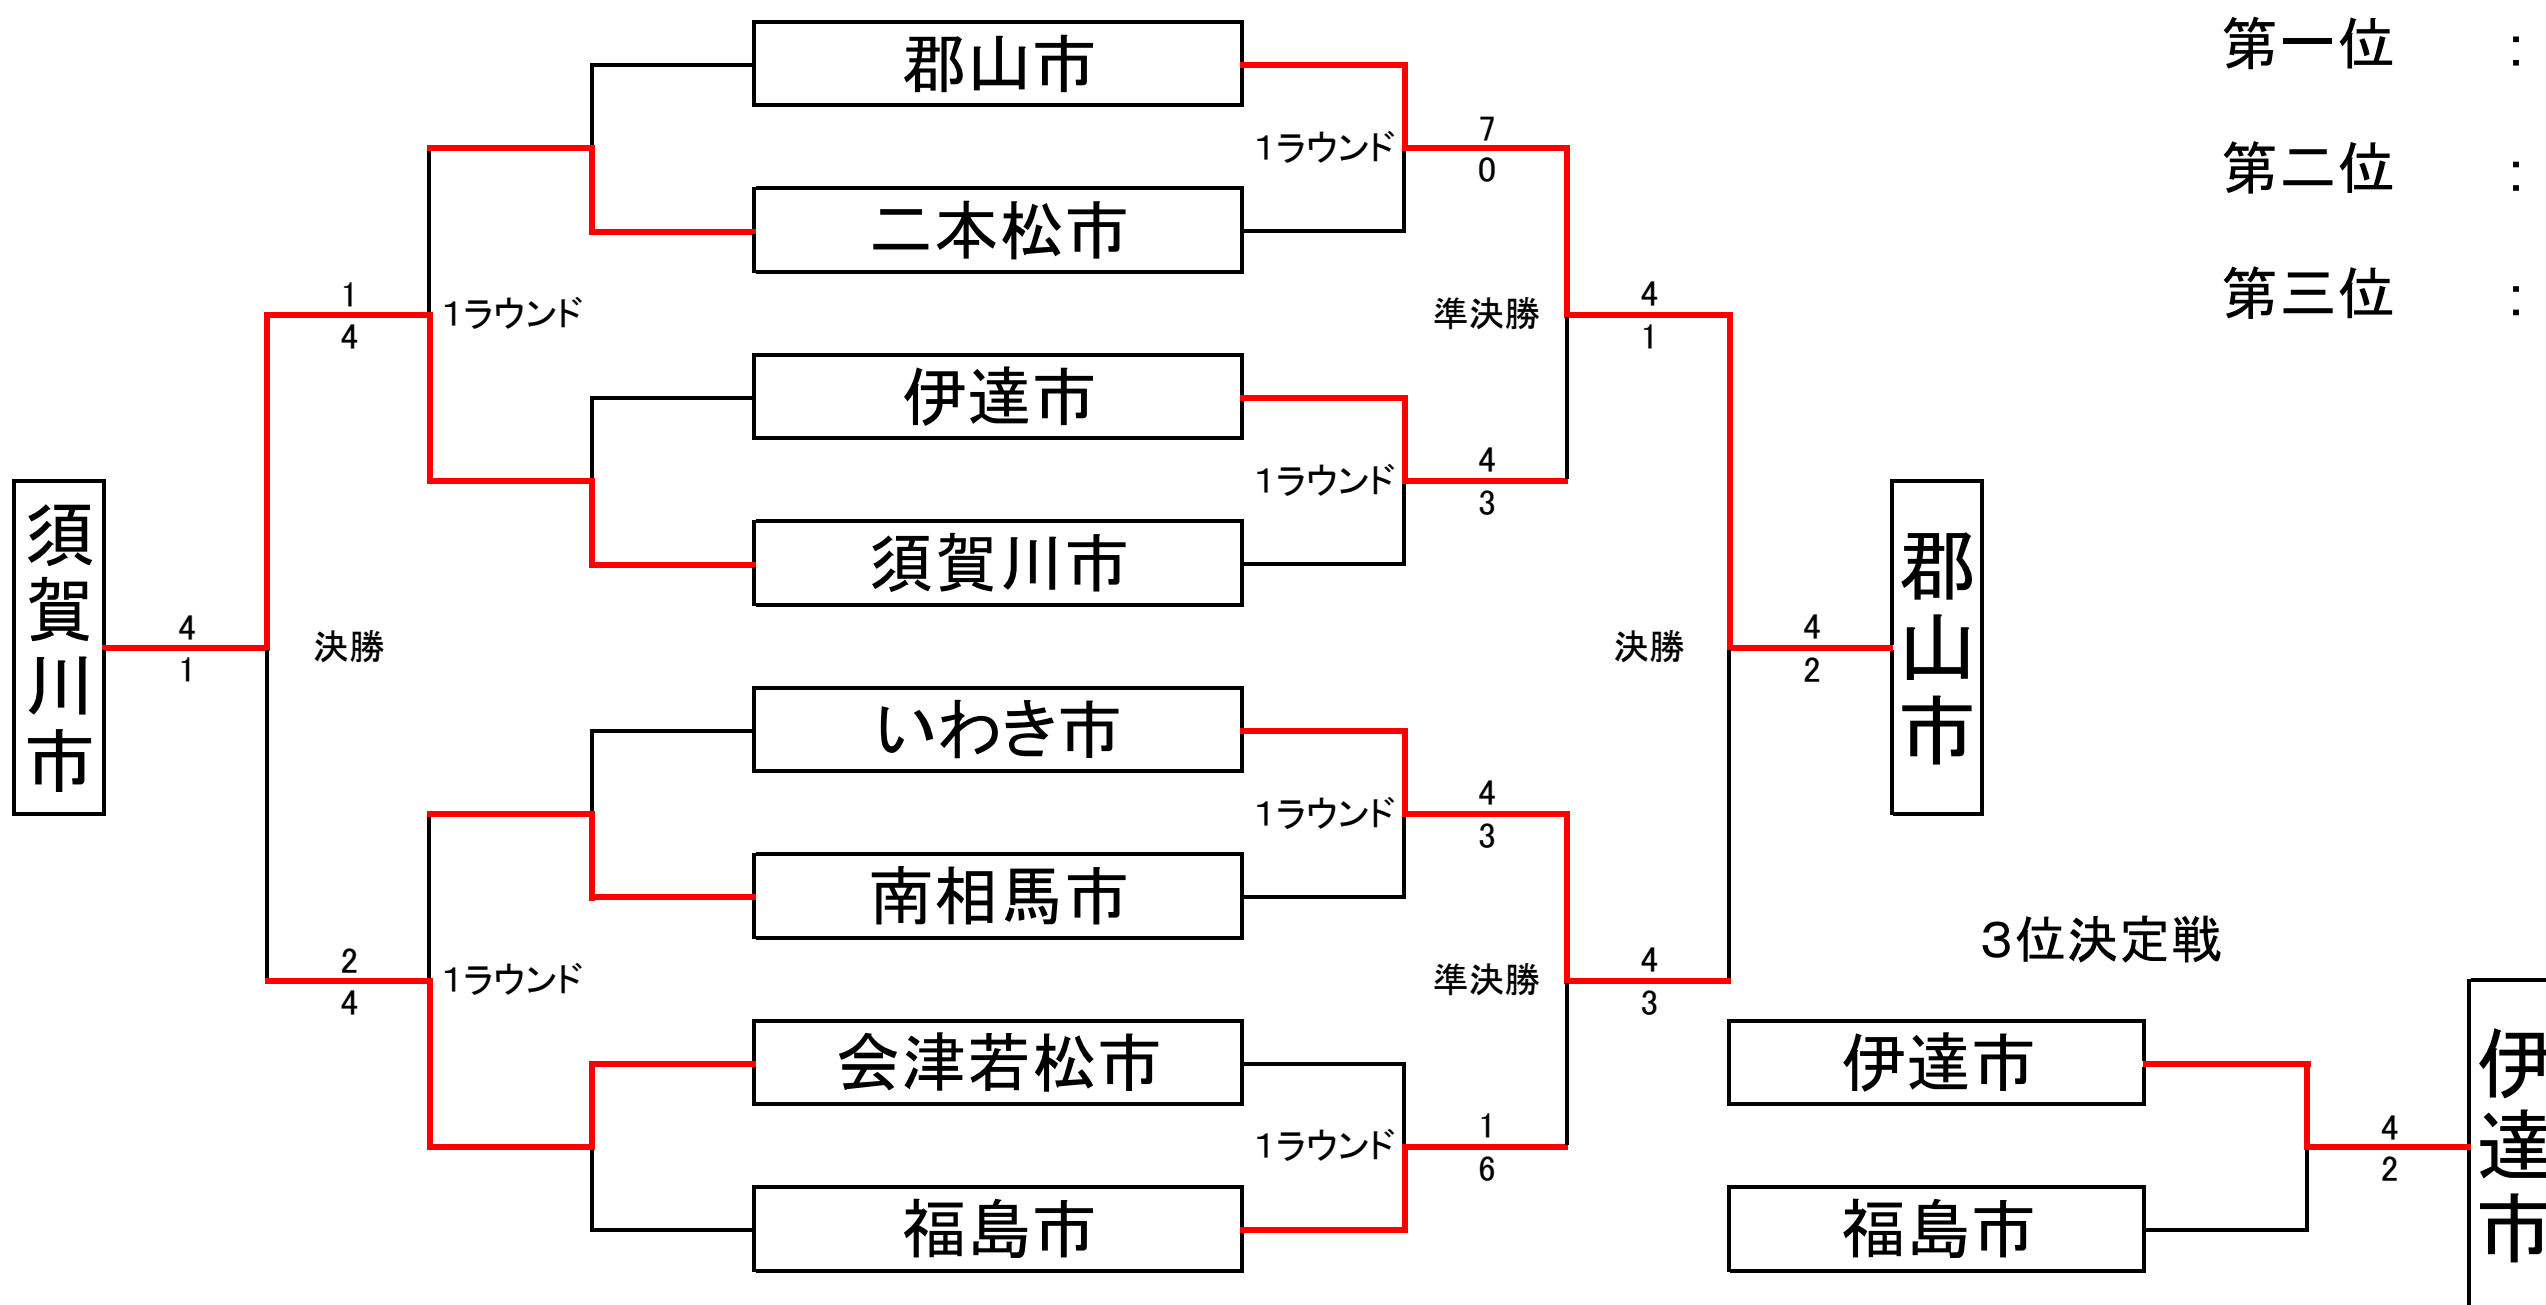 郡山市
第一位 :
7
1ラウンド
0
第二位 :
二本松市
第三位 :
1
1ラウンド
4
準決勝
4
1
伊達市
4
1ラウンド
3
須賀川市
須賀川市
郡山市
4
1
決勝
決勝
4
2
いわき市
4
1ラウンド
3
南相馬市
3位決定戦
2
1ラウンド
4
準決勝
4
3
会津若松市
伊達市
伊達市
1
1ラウンド
6
4
2
福島市
福島市